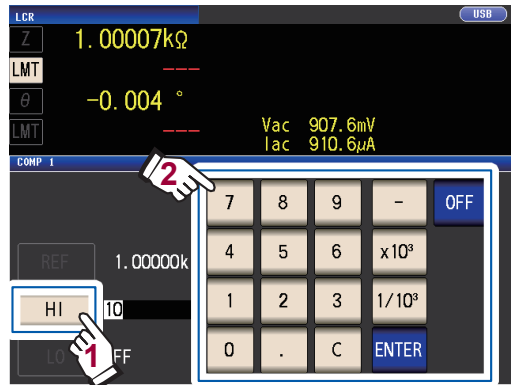 LCR USB
Z 1.00007kΩ
LMT ---
θ -0.004 °
LMT ---
Vac 907.6mV
Iac 910.6μA
COMP 1
2
7 8 9 - OFF
REF 1.00000k
4 5 6 x10³
HI 10
1 2 3 1/10³
LO FF
1
0 . C ENTER